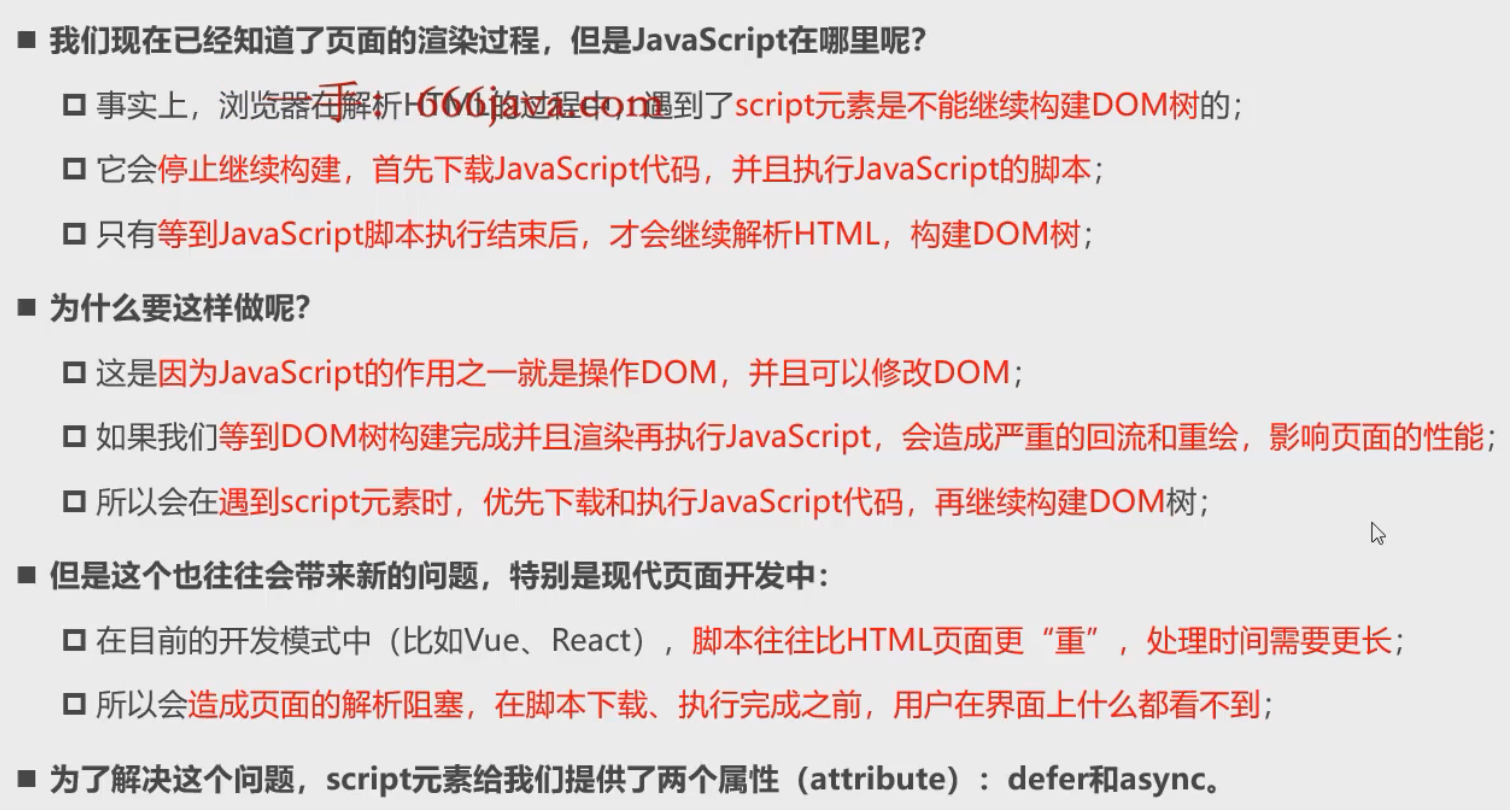 我们现在已经知道了页面的渲染过程，但是JavaScript在哪里呢？
事实上，浏览器在解析HTML的过程中，遇到了script元素是不能继续构建DOM树的；
一手：666java.com
它会停止继续构建，首先下载JavaScript代码，并且执行JavaScript的脚本；
只有等到JavaScript脚本执行结束后，才会继续解析HTML，构建DOM树；
为什么要这样做呢？
这是因为JavaScript的作用之一就是操作DOM，并且可以修改DOM；
如果我们等到DOM树构建完成并且渲染再执行JavaScript，会造成严重的回流和重绘，影响页面的性能；
所以会在遇到script元素时，优先下载和执行JavaScript代码，再继续构建DOM树；
但是这个也往往会带来新的问题，特别是现代页面开发中：
在目前的开发模式中（比如Vue、React），脚本往往比HTML页面更“重”，处理时间需要更长；
所以会造成页面的解析阻塞，在脚本下载、执行完成之前，用户在界面上什么都看不到；
为了解决这个问题，script元素给我们提供了两个属性（attribute）：defer和async。